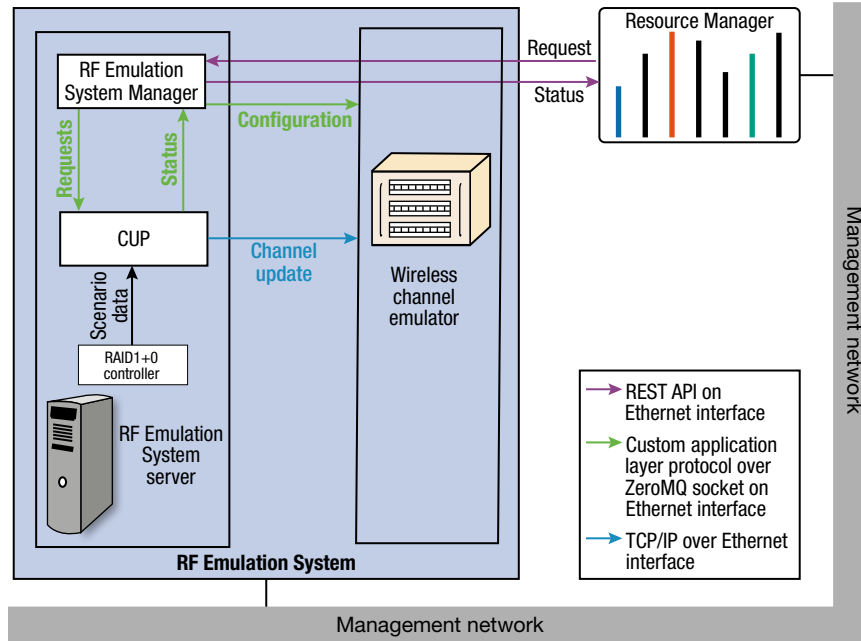 Resource Manager
Request
Status
RF Emulation
System Manager
Configuration
Requests
Status
CUP
Channel
update
Scenario
data
RAID1+0
controller
Wireless
channel
emulator
RF Emulation
System
server
RF Emulation System
REST API on
Ethernet interface
Custom application
layer protocol over
ZeroMQ socket on
Ethernet interface
TCP/IP over Ethernet
interface
Management network
Management network